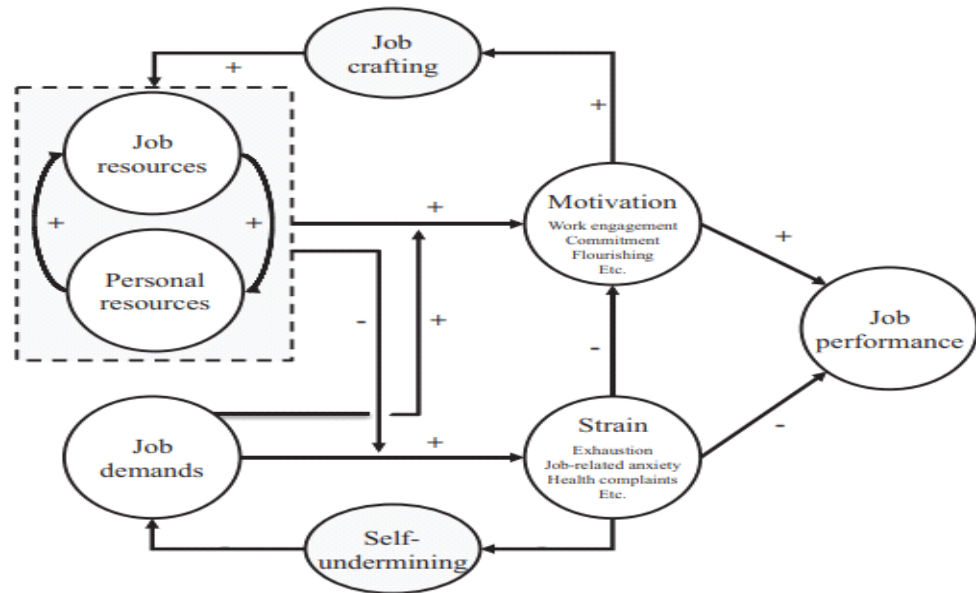 Job
crafting
+
+
Job
resources
+
+
+
Motivation
Work engagement
Commitment
Flourishing
Etc.
+
Personal
resources
-
+
-
Job
performance
Job
demands
+
Strain
Exhaustion
Job-related anxiety
Health complaints
Etc.
-
Self-
undermining